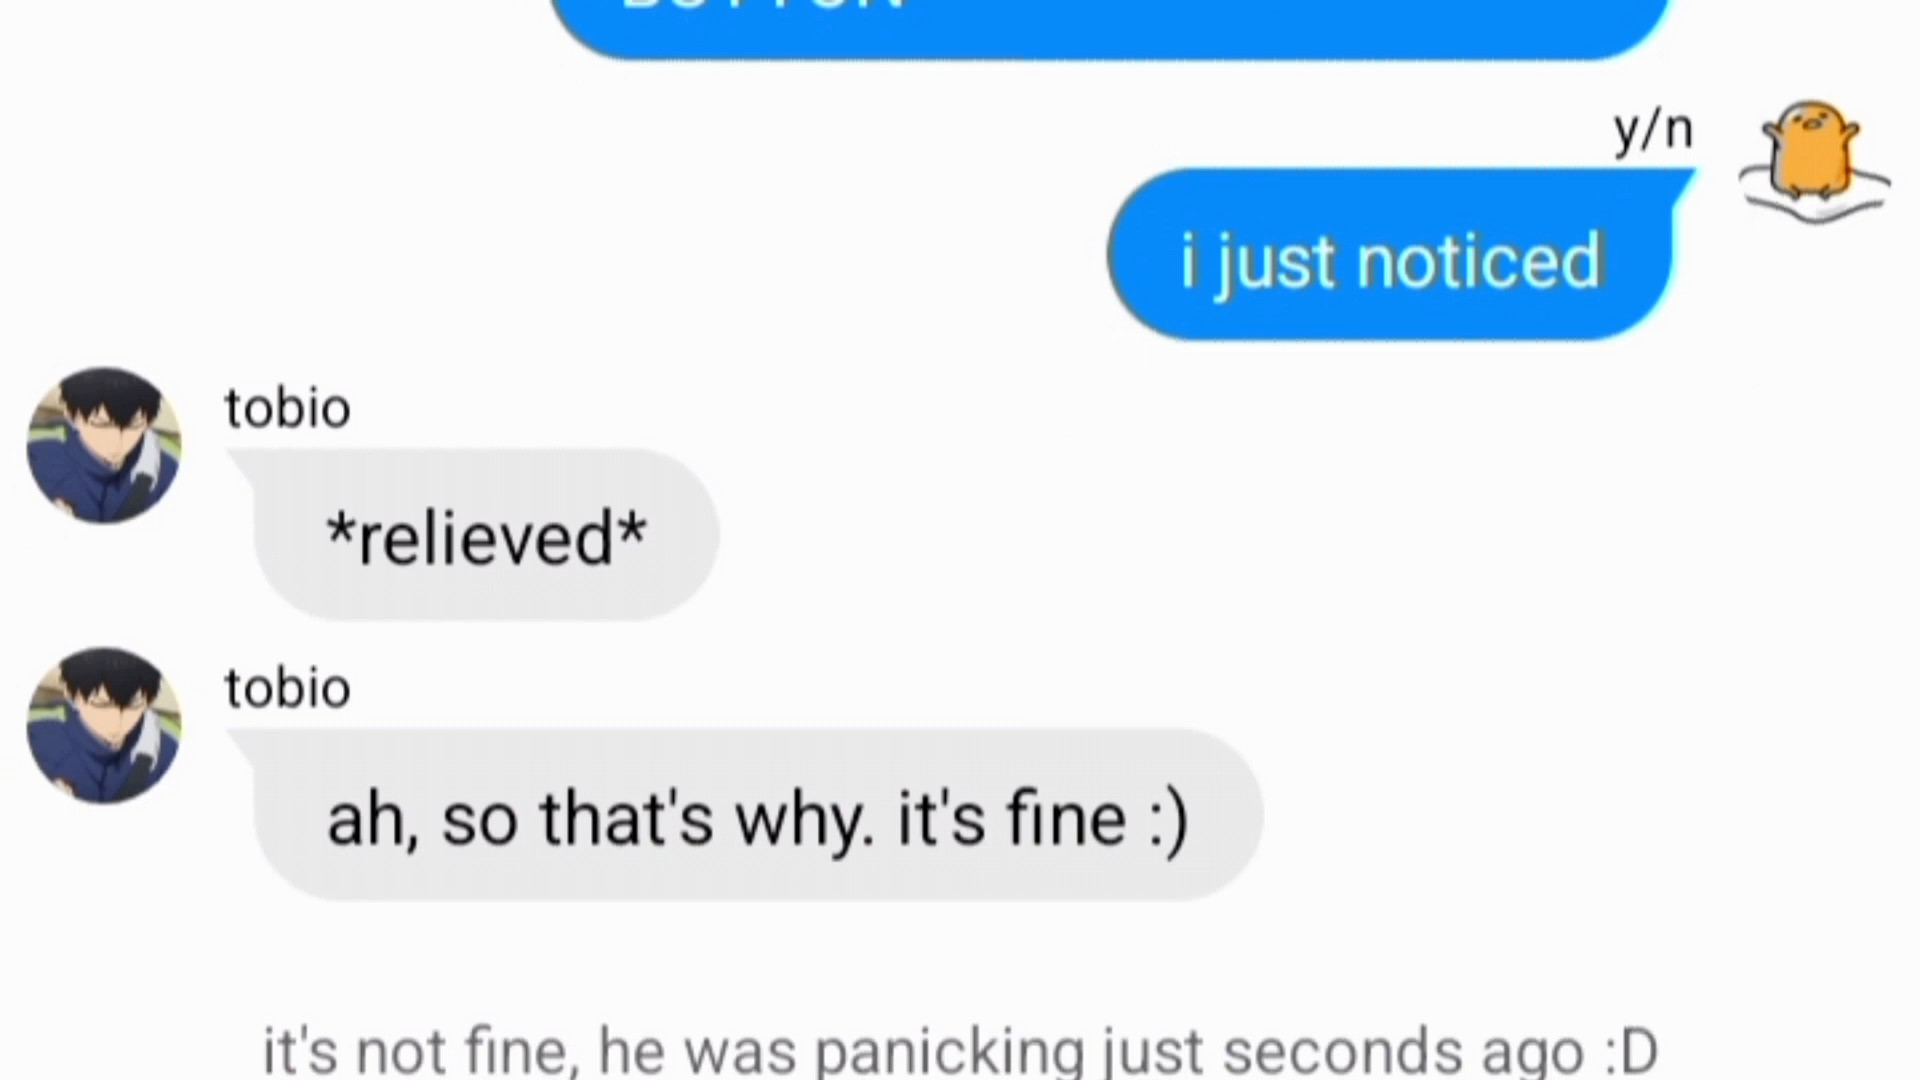 BUTTON
y/n
i just noticed
tobio
*relieved*
tobio
ah, so that's why. it's fine :)
it's not fine, he was panicking just seconds ago :D